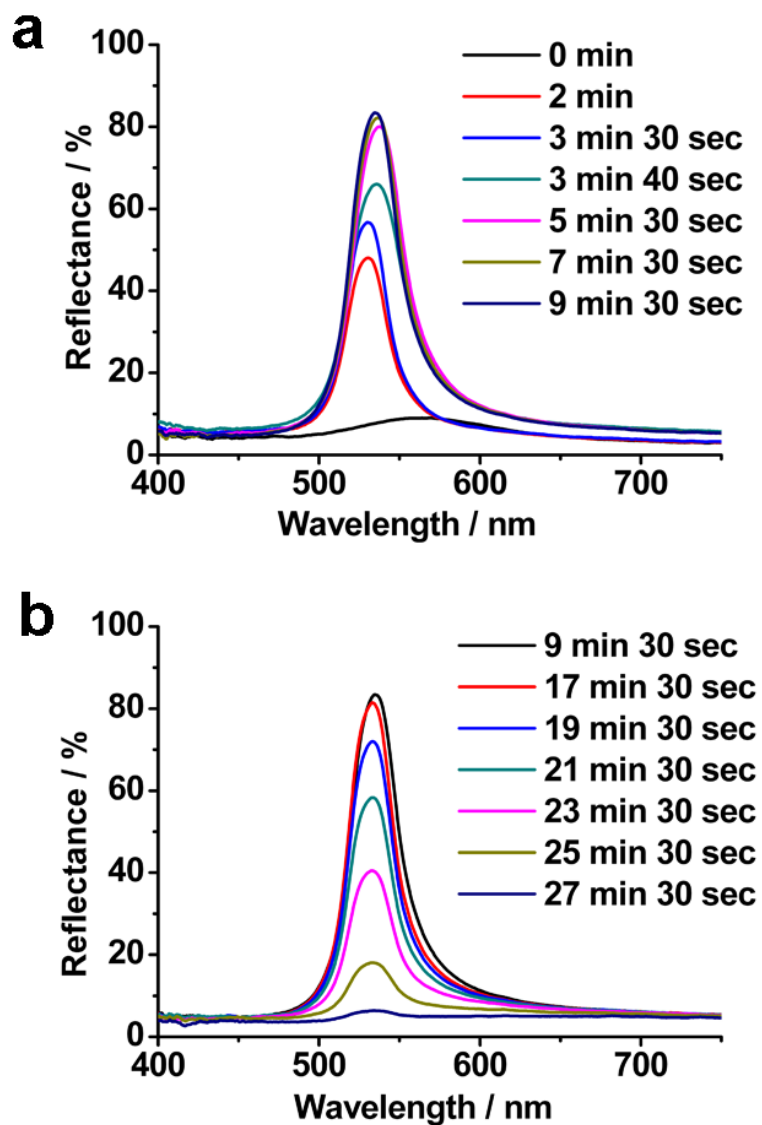 a
100
80
60
40
20
0
Reflectance / %
0 min
2 min
3 min 30 sec
3 min 40 sec
5 min 30 sec
7 min 30 sec
9 min 30 sec
400 500 600 700
Wavelength / nm
b
100
80
60
40
20
0
Reflectance / %
9 min 30 sec
17 min 30 sec
19 min 30 sec
21 min 30 sec
23 min 30 sec
25 min 30 sec
27 min 30 sec
400 500 600 700
Wavelength / nm